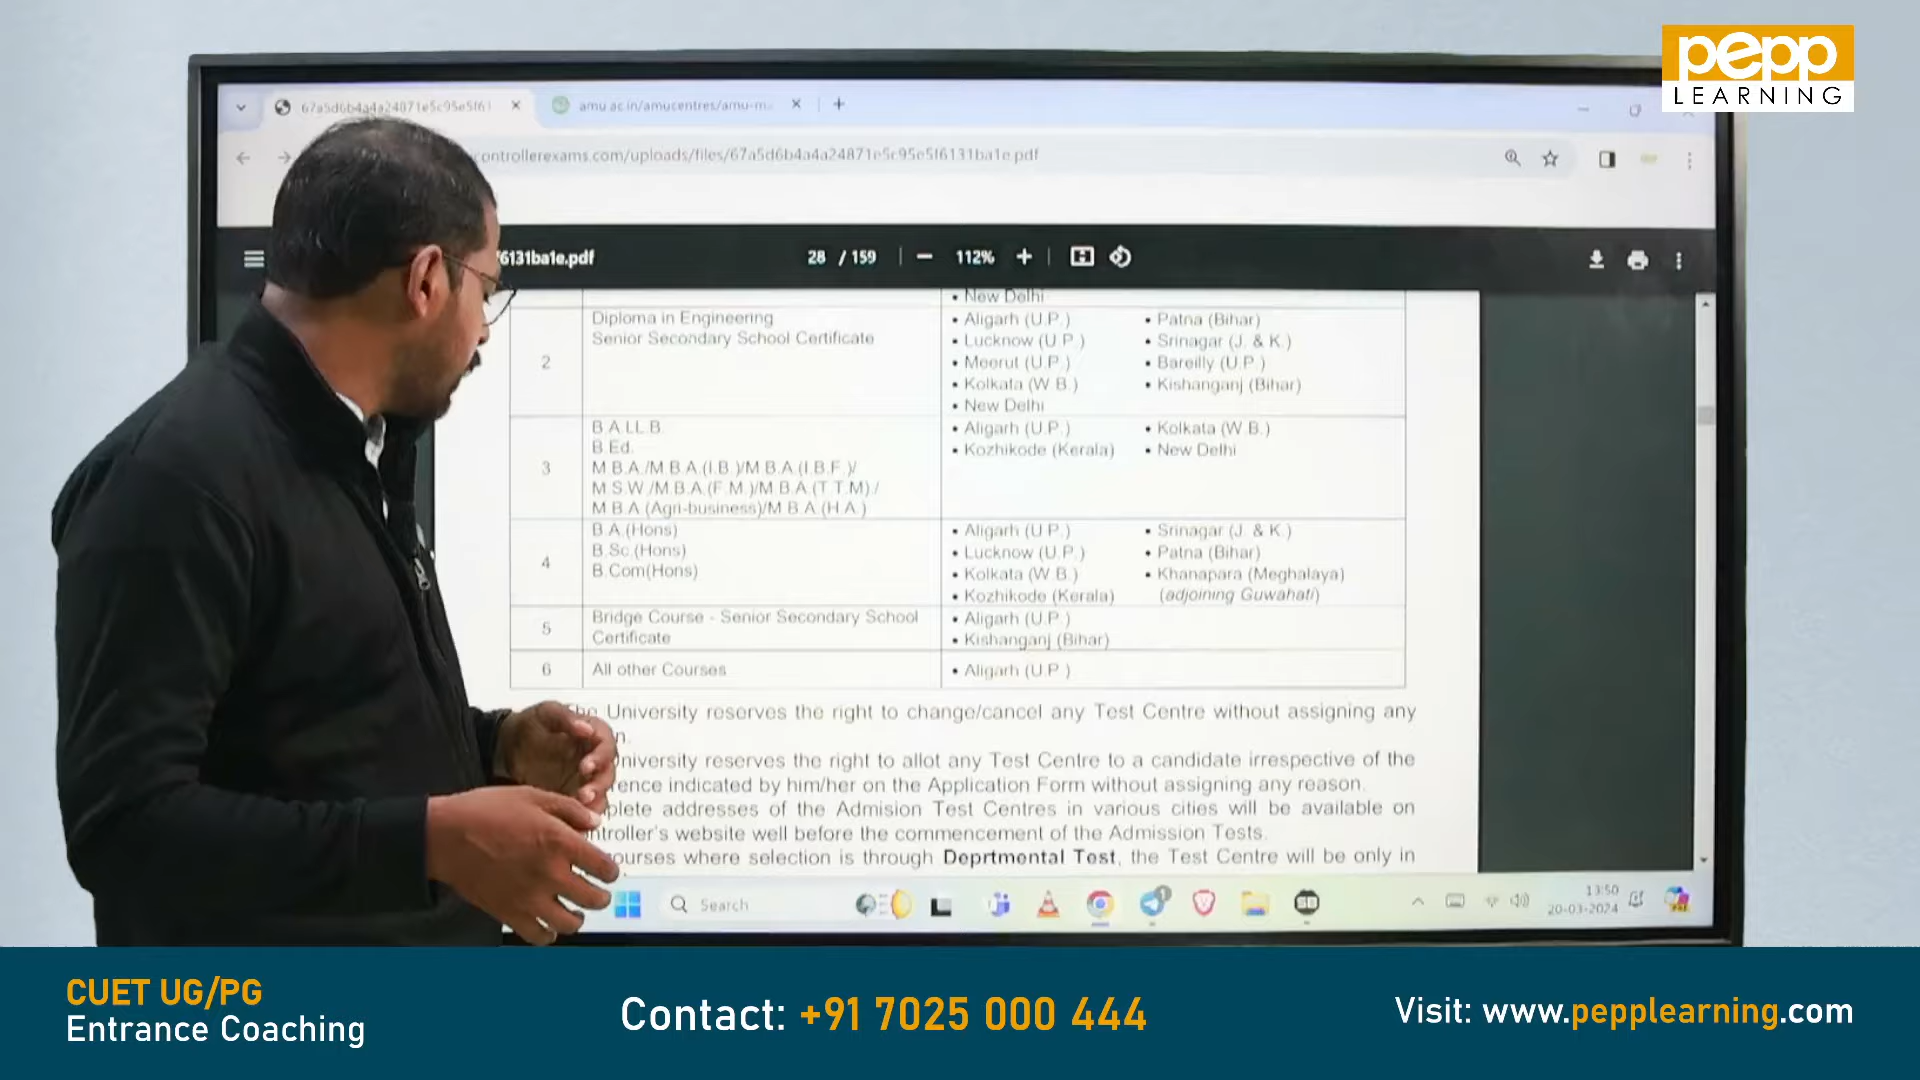 pepp
LEARNING
67a5d6b4a4a24871e5c95e5f61
amu.ac.in/amucentres/amu-m
controllerexams.com/uploads/files/67a5d6b4a4a24871e5c95e5f6131ba1e.pdf
6131ba1e.pdf
28 / 159
112%
• New Delhi
2
Diploma in Engineering
Senior Secondary School Certificate
• Aligarh (U.P.)
• Lucknow (U.P.)
• Meerut (U.P.)
• Kolkata (W.B.)
• New Delhi
• Patna (Bihar)
• Srinagar (J. & K.)
• Bareilly (U.P.)
• Kishanganj (Bihar)
3
B.A.LL.B.
B.Ed.
M.B.A./M.B.A.(I.B.)/M.B.A.(I.B.F.)/
M.S.W./M.B.A.(F.M.)/M.B.A.(T.T.M)./
M.B.A.(Agri-business)/M.B.A.(H.A.)
• Aligarh (U.P.)
• Kozhikode (Kerala)
• Kolkata (W.B.)
• New Delhi
4
B.A.(Hons)
B.Sc.(Hons)
B.Com(Hons)
• Aligarh (U.P.)
• Lucknow (U.P.)
• Kolkata (W.B.)
• Kozhikode (Kerala)
• Srinagar (J. & K.)
• Patna (Bihar)
• Khanapara (Meghalaya)
(adjoining Guwahati)
5
Bridge Course - Senior Secondary School
Certificate
• Aligarh (U.P.)
• Kishanganj (Bihar)
6
All other Courses
• Aligarh (U.P.)
University reserves the right to change/cancel any Test Centre without assigning any
n.
University reserves the right to allot any Test Centre to a candidate irrespective of the
ence indicated by him/her on the Application Form without assigning any reason.
plete addresses of the Admision Test Centres in various cities will be available on
ntroller's website well before the commencement of the Admission Tests.
ourses where selection is through Deprtmental Test, the Test Centre will be only in
Search
13:50
20-03-2024
CUET UG/PG
Entrance Coaching
Contact: +91 7025 000 444
Visit: www.pepplearning.com